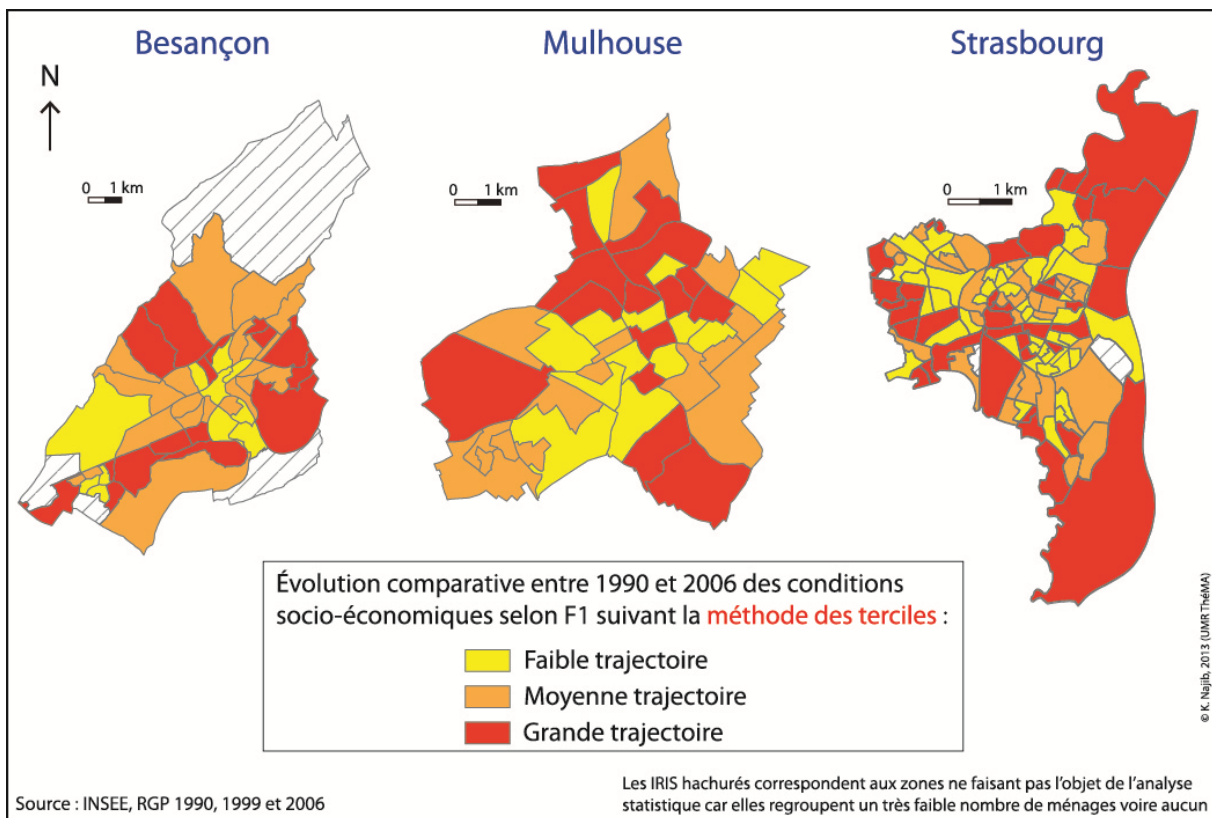 Besançon
Mulhouse
Strasbourg
N
0 1 km
0 1 km
0 1 km
Évolution comparative entre 1990 et 2006 des conditions
socio-économiques selon F1 suivant la méthode des terciles :
Faible trajectoire
Moyenne trajectoire
Grande trajectoire
© K. Najib, 2013 (UMR ThéMA)
Source : INSEE, RGP 1990, 1999 et 2006
Les IRIS hachurés correspondent aux zones ne faisant pas l'objet de l'analyse
statistique car elles regroupent un très faible nombre de ménages voire aucun